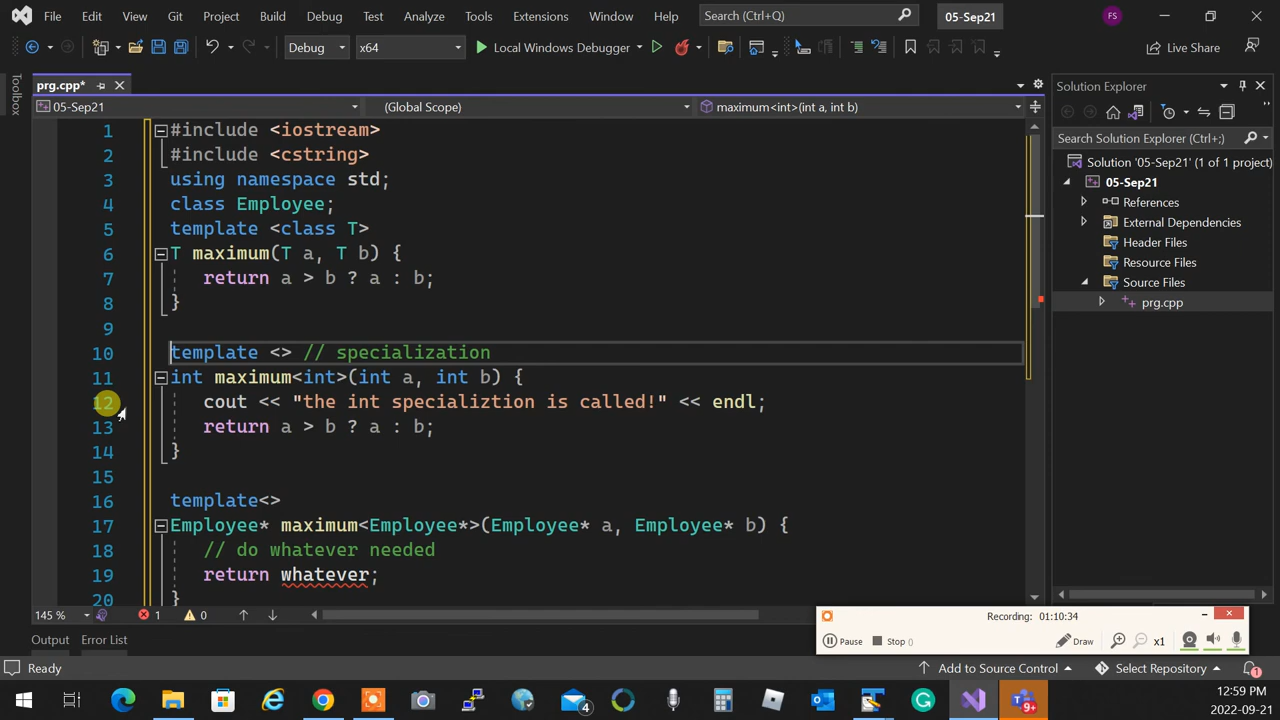 File Edit View Git Project Build Debug Test Analyze Tools Extensions Window Help Search (Ctrl+Q) 05-Sep21 FS
Debug x64 Local Windows Debugger Live Share
Toolbox
prg.cpp*
05-Sep21 (Global Scope) maximum<int>(int a, int b)
1 #include <iostream>
2 #include <cstring>
3 using namespace std;
4 class Employee;
5 template <class T>
6 T maximum(T a, T b) {
7 return a > b ? a : b;
8 }
9
10 template <> // specialization
11 int maximum<int>(int a, int b) {
12 cout << "the int specializtion is called!" << endl;
13 return a > b ? a : b;
14 }
15
16 template<>
17 Employee* maximum<Employee*>(Employee* a, Employee* b) {
18 // do whatever needed
19 return whatever;
20 }
145 % 1 0
Output Error List
Ready
Solution Explorer
Search Solution Explorer (Ctrl+;)
Solution '05-Sep21' (1 of 1 project)
05-Sep21
References
External Dependencies
Header Files
Resource Files
Source Files
prg.cpp
Recording: 01:10:34
Pause Stop Draw x1
Add to Source Control Select Repository 1
4 9+
12:59 PM
2022-09-21